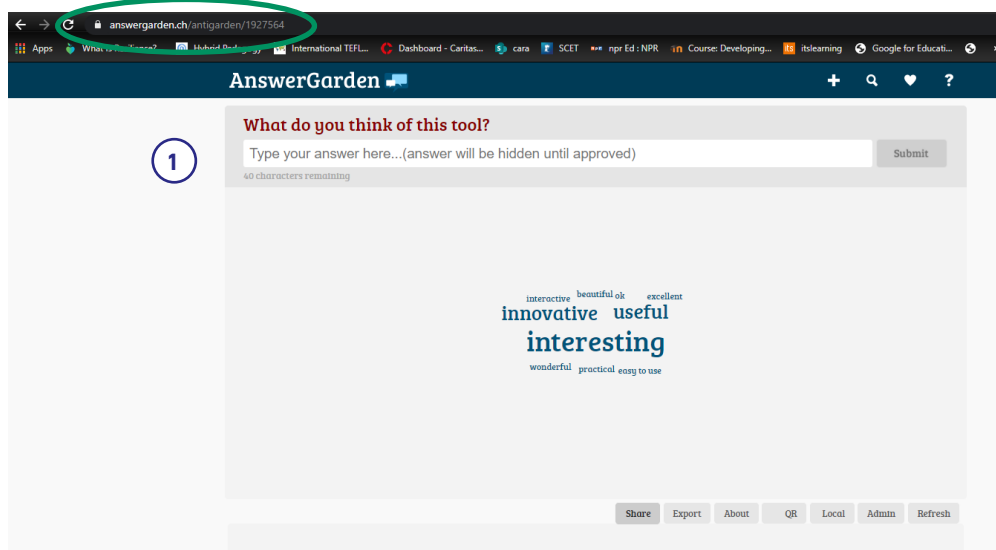 answergarden.ch/antigarden/1927564
Apps
International TEFL...
Dashboard - Caritas...
cara
SCET
npr Ed : NPR
Course: Developing...
its
itslearning
Google for Educati...
AnswerGarden
+
?
What do you think of this tool?
1
Type your answer here...(answer will be hidden until approved)
Submit
40 characters remaining
interactive beautiful ok excellent
innovative useful
interesting
wonderful practical easy to use
Share Export About QR Local Admin Refresh